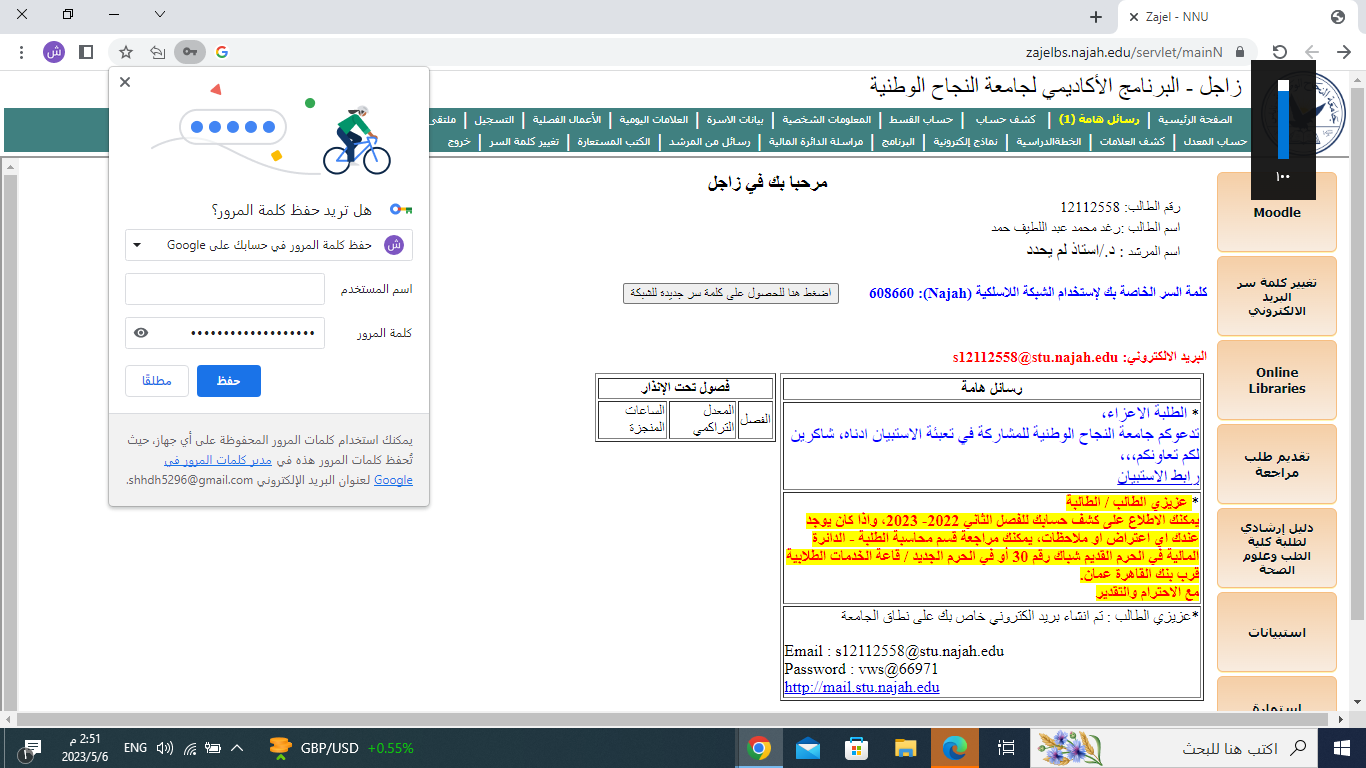 Zajel - NNU
zajelbs.najah.edu/servlet/mainN
ش
زاجل - البرنامج الأكاديمي لجامعة النجاح الوطنية
الصفحة الرئيسية | رسائل هامة (1) | كشف حساب | حساب القسط | المعلومات الشخصية | بيانات الأسرة | العلامات اليومية | الأعمال الفصلية | التسجيل | ملتقى
حساب المعدل | كشف العلامات | الخطةالدراسية | نماذج إلكترونية | البرنامج | مراسلة الدائرة المالية | رسائل من المرشد | الكتب المستعارة | تغيير كلمة السر | خروج
١٠٠
Moodle
تغيير كلمة سر
البريد
الالكتروني
Online
Libraries
تقديم طلب
مراجعة
دليل إرشادي
لطلبة كلية
الطب وعلوم
الصحة
استبيانات
استمارة
مرحبا بك في زاجل
رقم الطالب: 12112558
اسم الطالب :رغد محمد عبد اللطيف حمد
اسم المرشد : د./استاذ لم يحدد
كلمة السر الخاصة بك لإستخدام الشبكة اللاسلكية (Najah): 608660
اضغط هنا للحصول على كلمة سر جديده للشبكة
البريد الالكتروني: s12112558@stu.najah.edu
رسائل هامة
* الطلبة الاعزاء،
تدعوكم جامعة النجاح الوطنية للمشاركة في تعبئة الاستبيان ادناه، شاكرين
لكم تعاونكم،،،
رابط الاستبيان
* عزيزي الطالب / الطالبة
يمكنك الاطلاع على كشف حسابك للفصل الثاني 2022- 2023، واذا كان يوجد
عندك اي اعتراض او ملاحظات، يمكنك مراجعة قسم محاسبة الطلبة - الدائرة
المالية في الحرم القديم شباك رقم 30 أو في الحرم الجديد / قاعة الخدمات الطلابية
قرب بنك القاهرة عمان.
مع الاحترام والتقدير
*عزيزي الطالب : تم انشاء بريد الكتروني خاص بك على نطاق الجامعة
Email : s12112558@stu.najah.edu
Password : vws@66971
http://mail.stu.najah.edu
فصول تحت الإنذار
الفصل | المعدل التراكمي | الساعات المنجزة
هل تريد حفظ كلمة المرور؟
ش
حفظ كلمة المرور في حسابك على Google
اسم المستخدم
كلمة المرور
حفظ
مطلقًا
يمكنك استخدام كلمات المرور المحفوظة على أي جهاز، حيث
تُحفظ كلمات المرور هذه في مدير كلمات المرور في
Google لعنوان البريد الإلكتروني shhdh5296@gmail.com.
اكتب هنا للبحث
GBP/USD +0.55%
ENG
2:51 م
2023/5/6
١